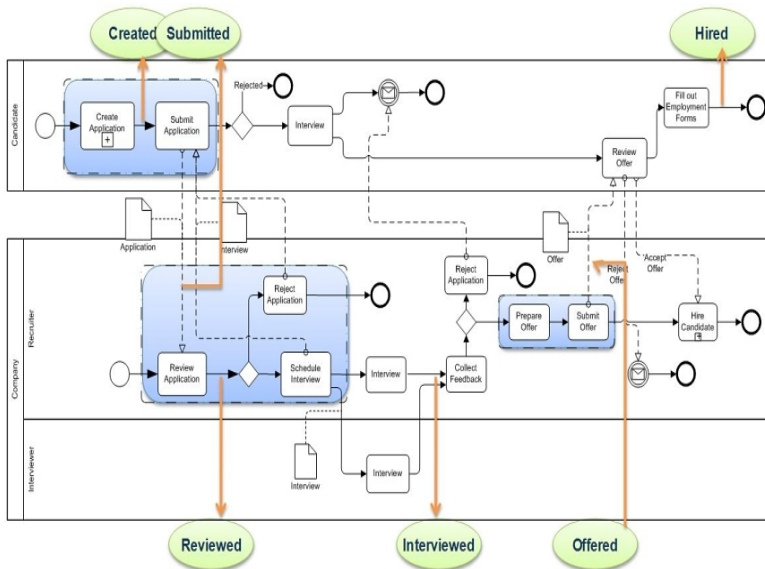 Created
Submitted
Hired
Candidate
Create
Application
Submit
Application
Rejected
Interview
Review
Offer
Fill out
Employment
Forms
Application
Interview
Offer
Reject
Offer
Accept
Offer
Company
Recruiter
Reject
Application
Reject
Application
Prepare
Offer
Submit
Offer
Hire
Candidate
Review
Application
Schedule
Interview
Interview
Collect
Feedback
Interviewer
Interview
Interview
Reviewed
Interviewed
Offered